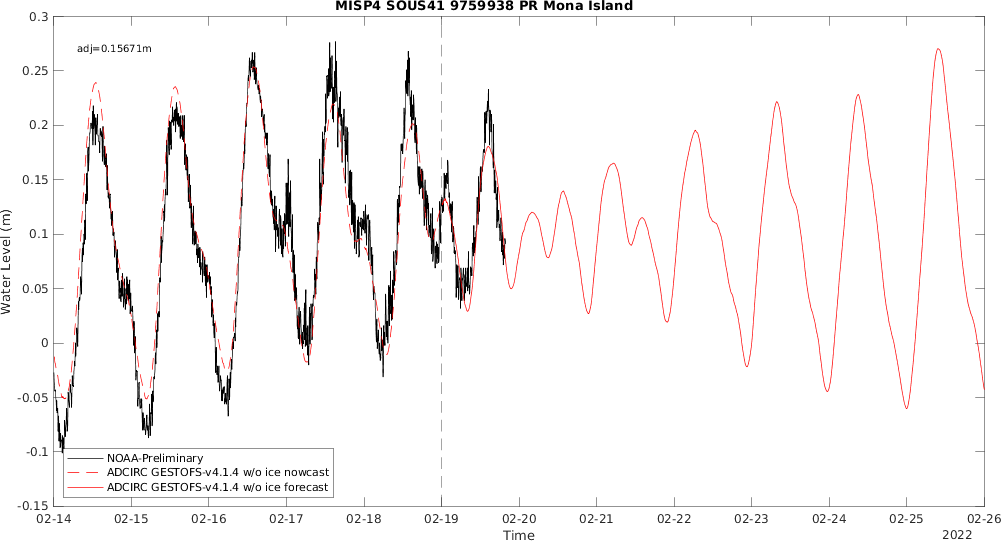 MISP4 SOUS41 9759938 PR Mona Island
adj=0.15671m
0.3
0.25
0.2
0.15
0.1
0.05
0
-0.05
-0.1
-0.15
Water Level (m)
NOAA-Preliminary
ADCIRC GESTOFS-v4.1.4 w/o ice nowcast
ADCIRC GESTOFS-v4.1.4 w/o ice forecast
02-14 02-15 02-16 02-17 02-18 02-19 02-20 02-21 02-22 02-23 02-24 02-25 02-26
Time
2022